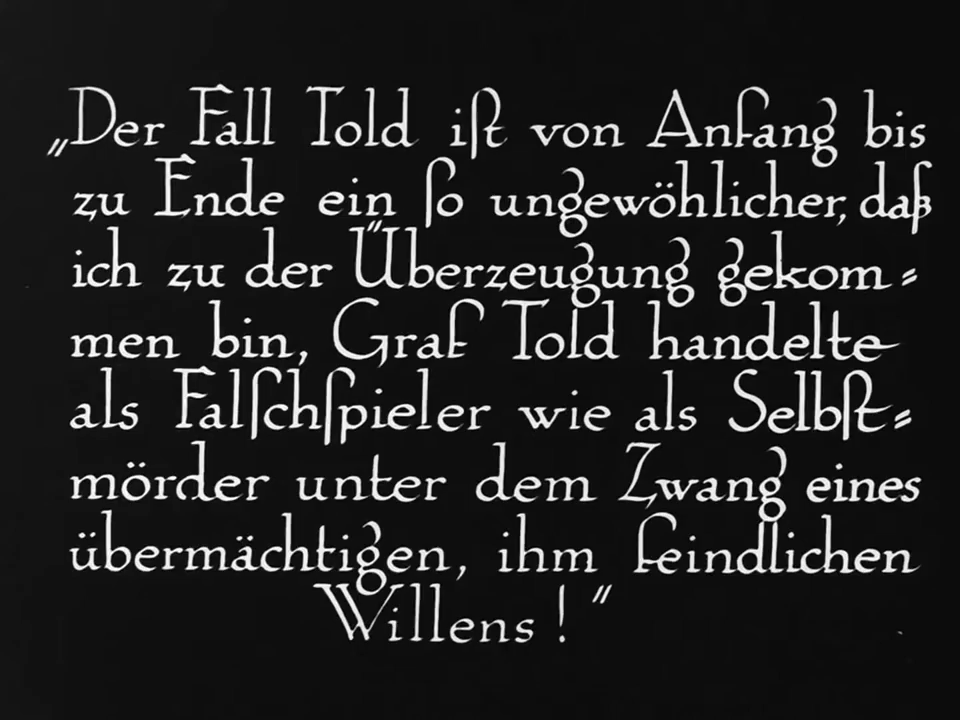 „Der Fall Told iſt von Anfang bis
zu Ende ein ſo ungewöhlicher, daß
ich zu der Überzeugung gekom⸗
men bin, Graf Told handelte
als Falſchſpieler wie als Selbſt⸗
mörder unter dem Zwang eines
übermächtigen, ihm feindlichen
Willens! "